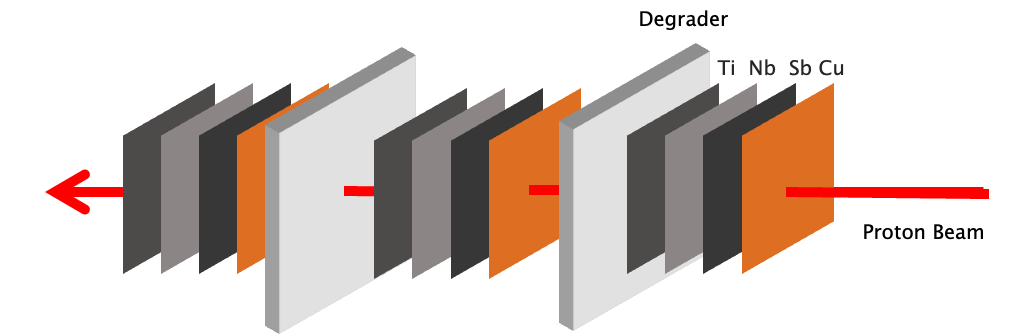 Degrader
Ti Nb Sb Cu
Proton Beam